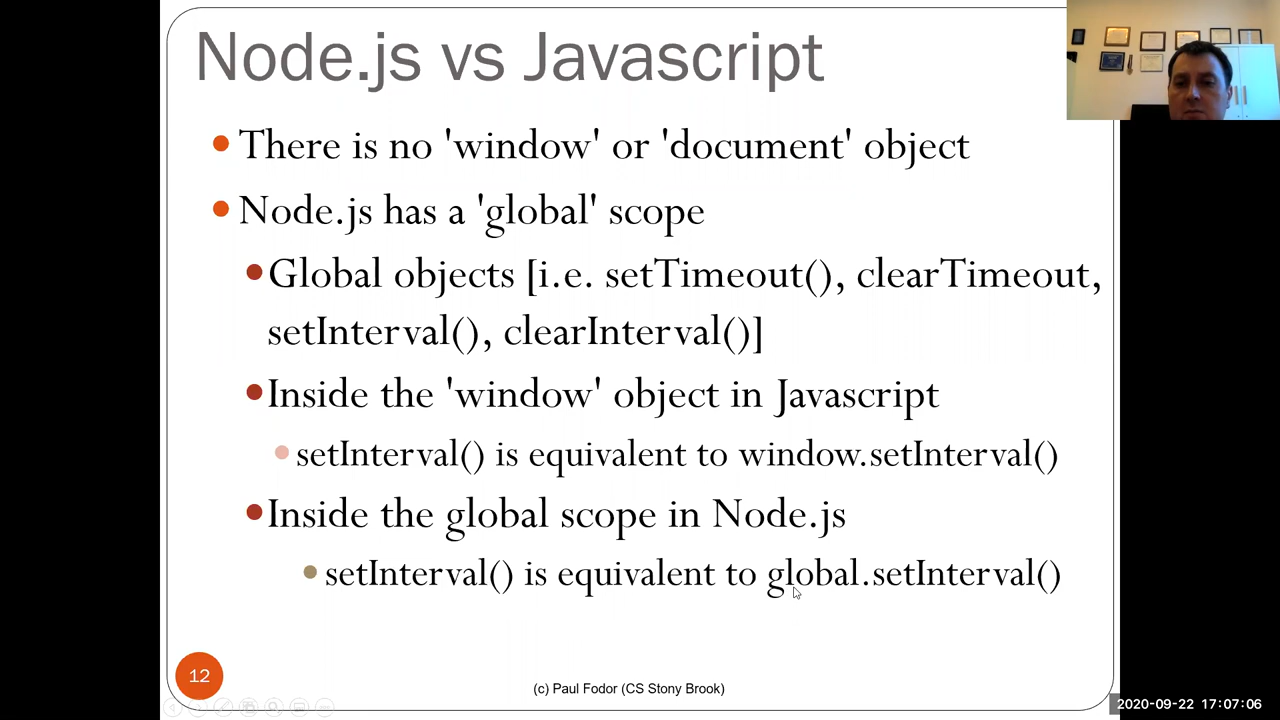 Node.js vs Javascript
There is no 'window' or 'document' object
Node.js has a 'global' scope
Global objects [i.e. setTimeout(), clearTimeout,
setInterval(), clearInterval()]
Inside the 'window' object in Javascript
setInterval() is equivalent to window.setInterval()
Inside the global scope in Node.js
setInterval() is equivalent to global.setInterval()
12
(c) Paul Fodor (CS Stony Brook)
2020-09-22 17:07:06